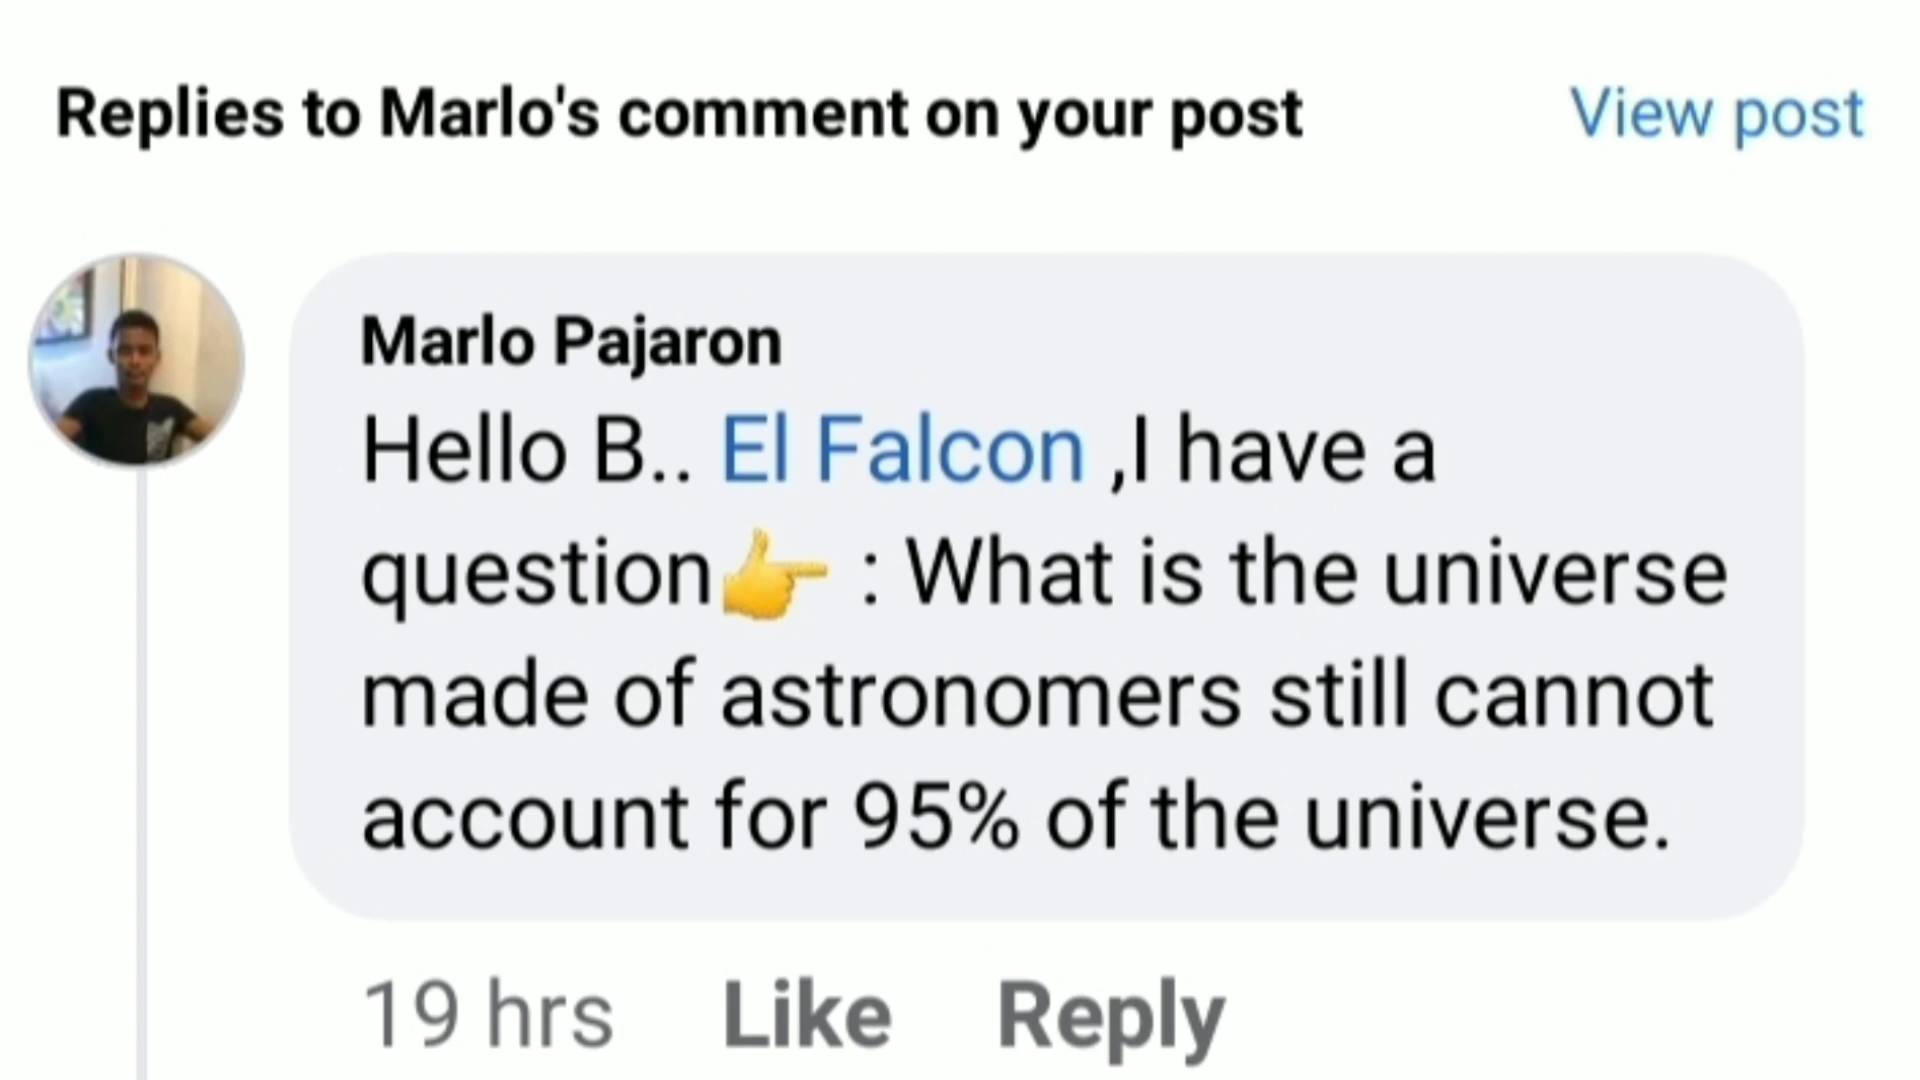 Replies to Marlo's comment on your post View post
Marlo Pajaron
Hello B.. El Falcon ,I have a
question👉 : What is the universe
made of astronomers still cannot
account for 95% of the universe.
19 hrs Like Reply